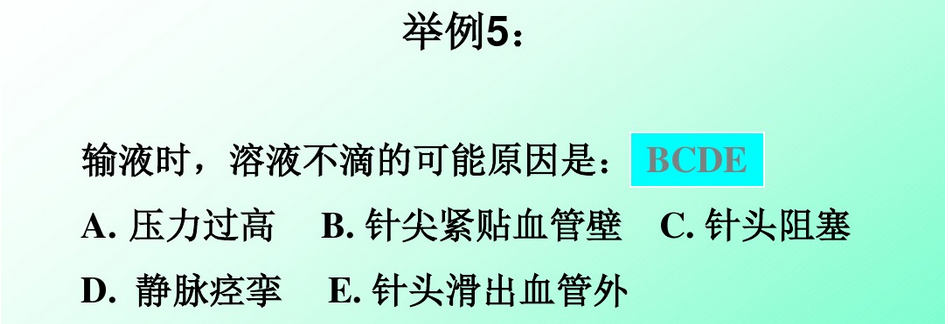 举例5：
输液时，溶液不滴的可能原因是： BCDE
A. 压力过高 B. 针尖紧贴血管壁 C. 针头阻塞
D. 静脉痉挛 E. 针头滑出血管外